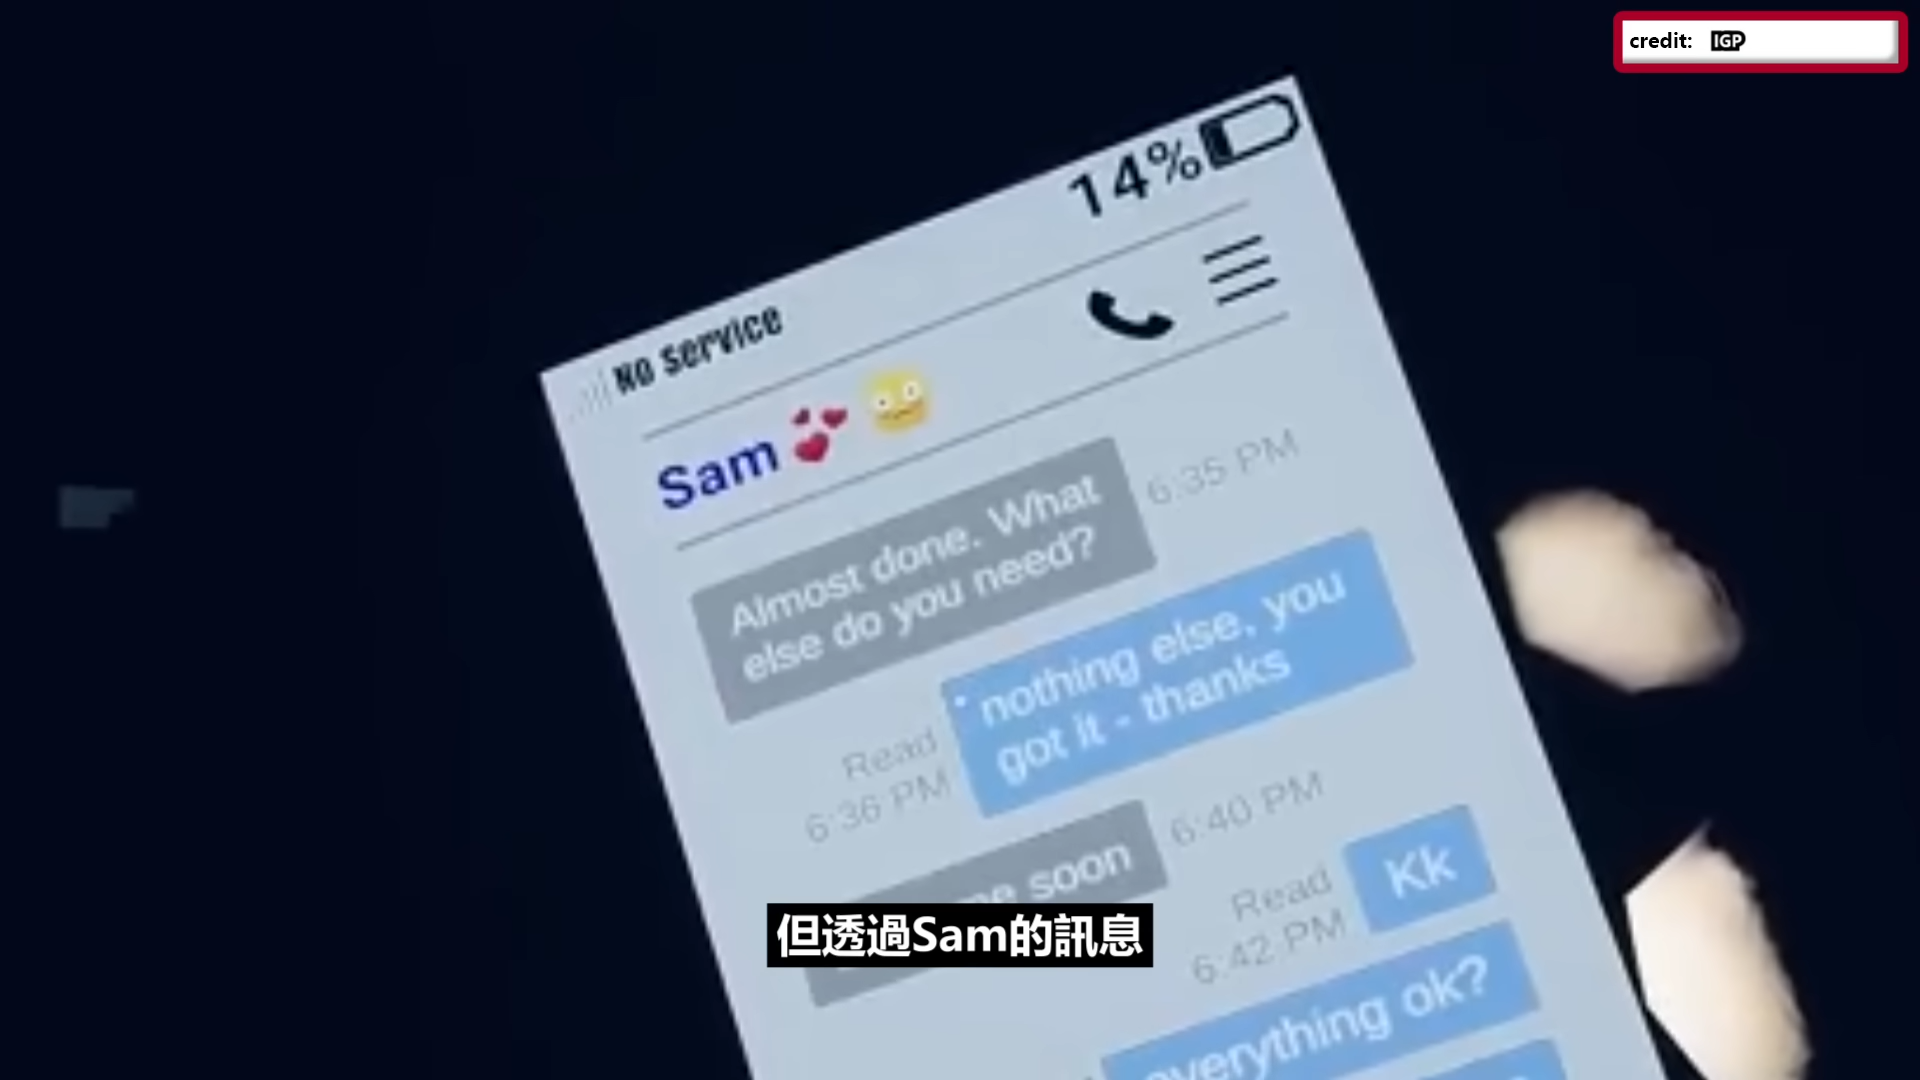 credit: IGP
14%
No service
Sam
Almost done. What
else do you need?
6:35 PM
nothing else, you
got it - thanks
Read
6:36 PM
soon
6:40 PM
Kk
Read
6:42 PM
everything ok?
但透過Sam的訊息